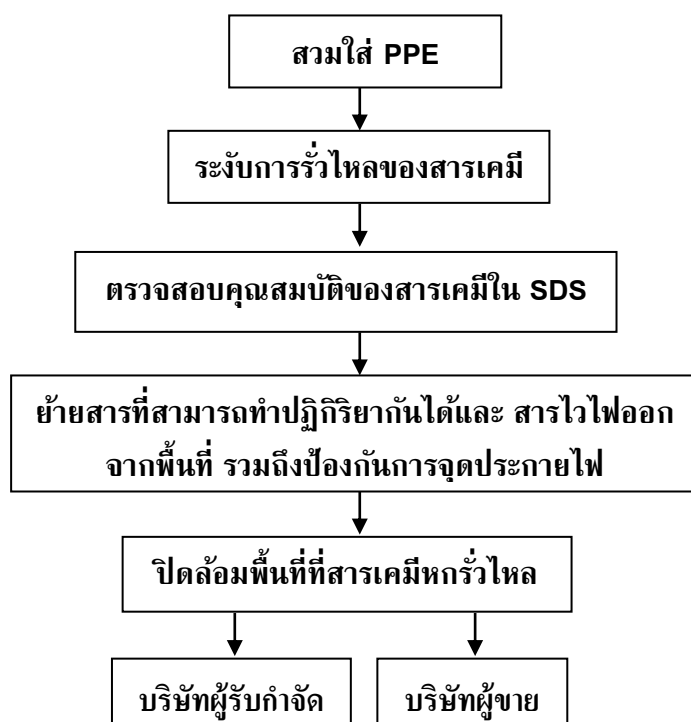 สวมใส่ PPE
ระงับการรั่วไหลของสารเคมี
ตรวจสอบคุณสมบัติของสารเคมีใน SDS
ย้ายสารที่สามารถทำปฏิกิริยากันได้และ สารไวไฟออก
จากพื้นที่ รวมถึงป้องกันการจุดประกายไฟ
ปิดล้อมพื้นที่ที่สารเคมีหกรั่วไหล
บริษัทผู้รับกำจัด
บริษัทผู้ขาย